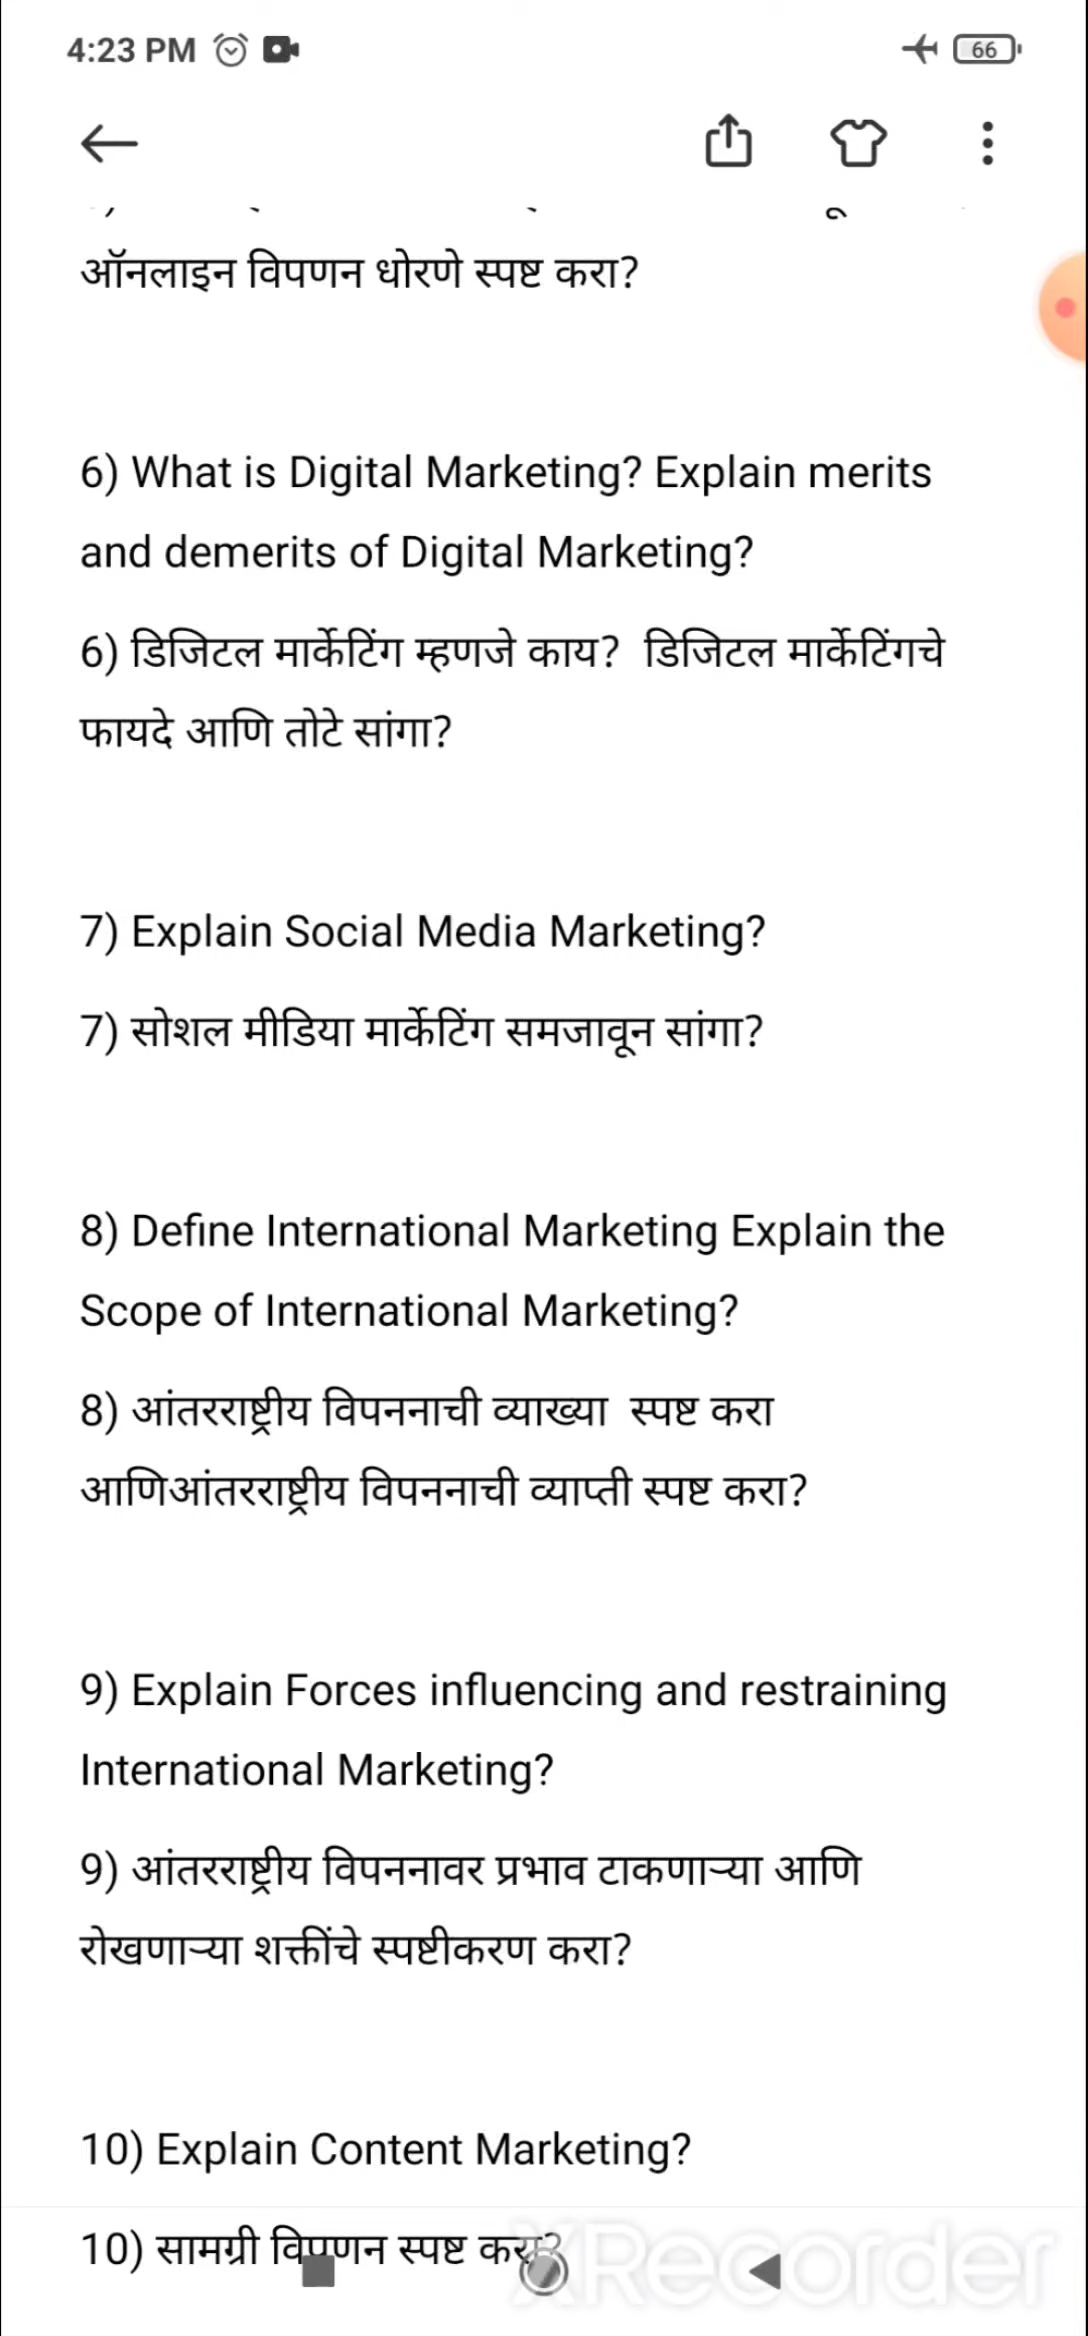 4:23 PM
66
ऑनलाइन विपणन धोरणे स्पष्ट करा?
6) What is Digital Marketing? Explain merits
and demerits of Digital Marketing?
6) डिजिटल मार्केटिंग म्हणजे काय? डिजिटल मार्केटिंगचे
फायदे आणि तोटे सांगा?
7) Explain Social Media Marketing?
7) सोशल मीडिया मार्केटिंग समजावून सांगा?
8) Define International Marketing Explain the
Scope of International Marketing?
8) आंतरराष्ट्रीय विपननाची व्याख्या स्पष्ट करा
आणिआंतरराष्ट्रीय विपननाची व्याप्ती स्पष्ट करा?
9) Explain Forces influencing and restraining
International Marketing?
9) आंतरराष्ट्रीय विपननावर प्रभाव टाकणाऱ्या आणि
रोखणाऱ्या शक्तींचे स्पष्टीकरण करा?
10) Explain Content Marketing?
10) सामग्री विपणन स्पष्ट करा?
XRecorder